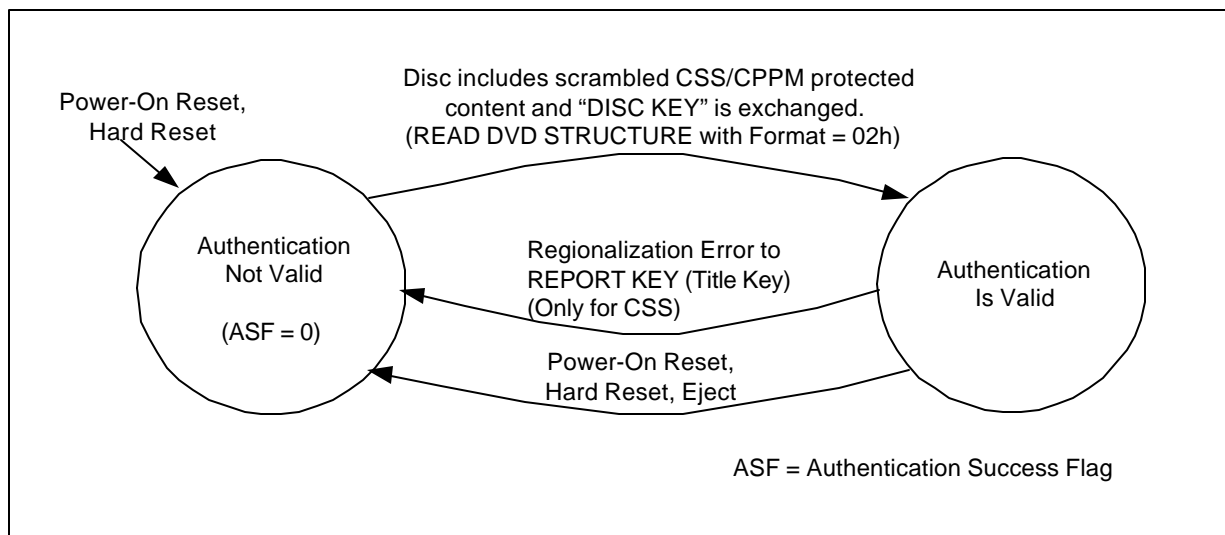 Disc includes scrambled CSS/CPPM protected
content and “DISC KEY” is exchanged.
(READ DVD STRUCTURE with Format = 02h)
Power-On Reset,
Hard Reset
Authentication
Not Valid
(ASF = 0)
Regionalization Error to
REPORT KEY (Title Key)
(Only for CSS)
Authentication
Is Valid
Power-On Reset,
Hard Reset, Eject
ASF = Authentication Success Flag